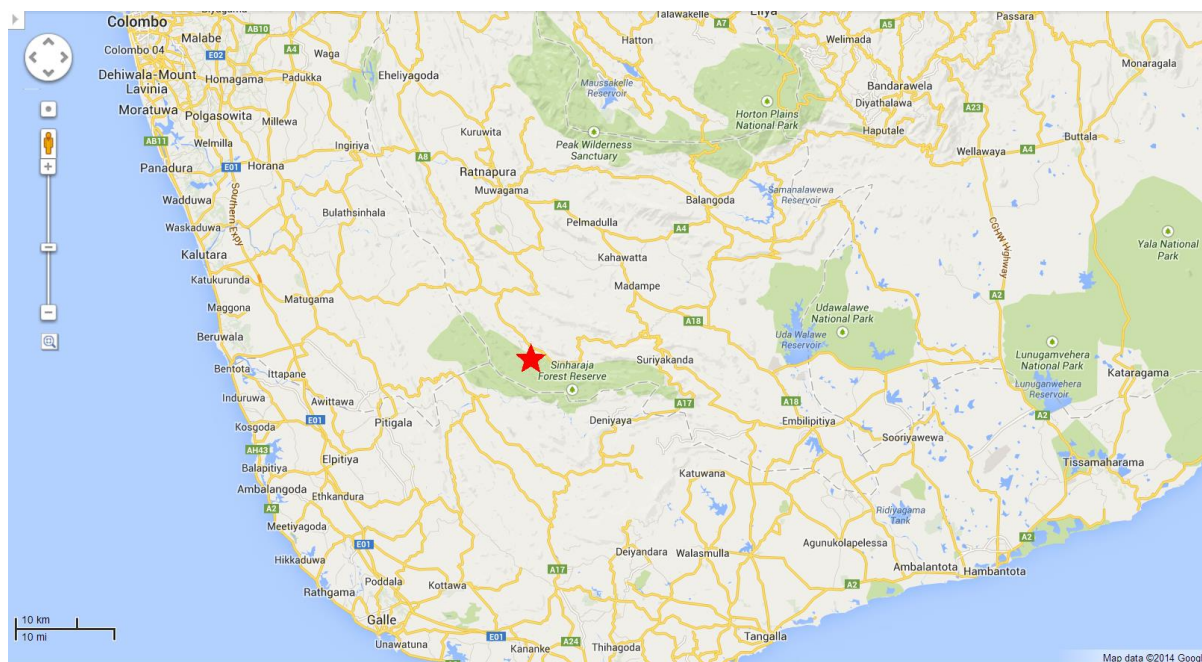 Colombo
Malabe
AB10
Waga
Eheliyagoda
Hatton
Talawakelle
A7
A5
Passara
Welimada
Monaragala
Colombo 04
E02
A4
Dehiwala-Mount
Lavinia
Homagama
Padukka
Maussakelle
Reservoir
Bandarawela
Diyathalawa
A23
Moratuwa
Polgasowita
Millewa
Horton Plains
National Park
Kuruwita
Haputale
Buttala
AB11
Welmilla
Ingiriya
A8
Peak Wilderness
Sanctuary
Wellawaya
A4
Panadura
E01
Horana
Ratnapura
Muwagama
Samanalawewa
Reservoir
Wadduwa
Southern Expy
Bulathsinhala
A4
Balangoda
Waskaduwa
Pelmadulla
A4
CGHW Highway
Yala National
Park
Kalutara
Kahawatta
Katukurunda
Matugama
Madampe
A2
Maggona
A18
Udawalawe
National Park
Beruwala
Uda Walawe
Reservoir
Lunugamvehera
National Park
Bentota
Ittapane
Sinharaja
Forest Reserve
Suriyakanda
Kataragama
Lunuganwehera
Reservoir
Induruwa
Awittawa
A17
A18
A2
Kosgoda
E01
Pitigala
Deniyaya
Embilipitiya
Sooriyawewa
AH43
Balapitiya
Elpitiya
Tissamaharama
Katuwana
Ambalangoda
Ethkandura
A2
Ridiyagama
Tank
Meetiyagoda
A2
E01
Deiyandara
Walasmulla
Agunukolapelessa
Hikkaduwa
A17
Ambalantota
Hambantota
Rathgama
Poddala
Kottawa
A2
Galle
10 km
10 mi
Unawatuna
E01
Kananke
A24
Thihagoda
Tangalla
Map data ©2014 Googl